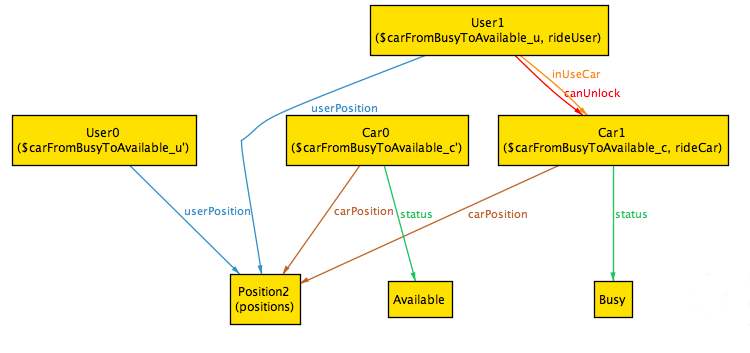 User1
($carFromBusyToAvailable_u, rideUser)
inUseCar
canUnlock
userPosition
User0
($carFromBusyToAvailable_u')
Car0
($carFromBusyToAvailable_c')
Car1
($carFromBusyToAvailable_c, rideCar)
userPosition
carPosition
status
carPosition
status
Position2
(positions)
Available
Busy